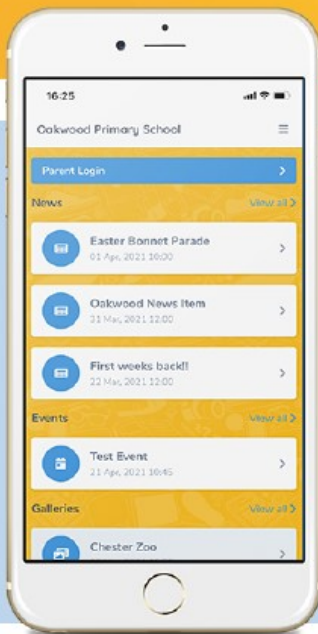 16:25
Oakwood Primary School
Parent Login
News
View all
Easter Bonnet Parade
01 Apr, 2021 10:00
Oakwood News Item
31 Mar, 2021 12:00
First weeks back!!
22 Mar, 2021 12:00
Events
View all
Test Event
21 Apr, 2021 10:45
Galleries
View all
Chester Zoo